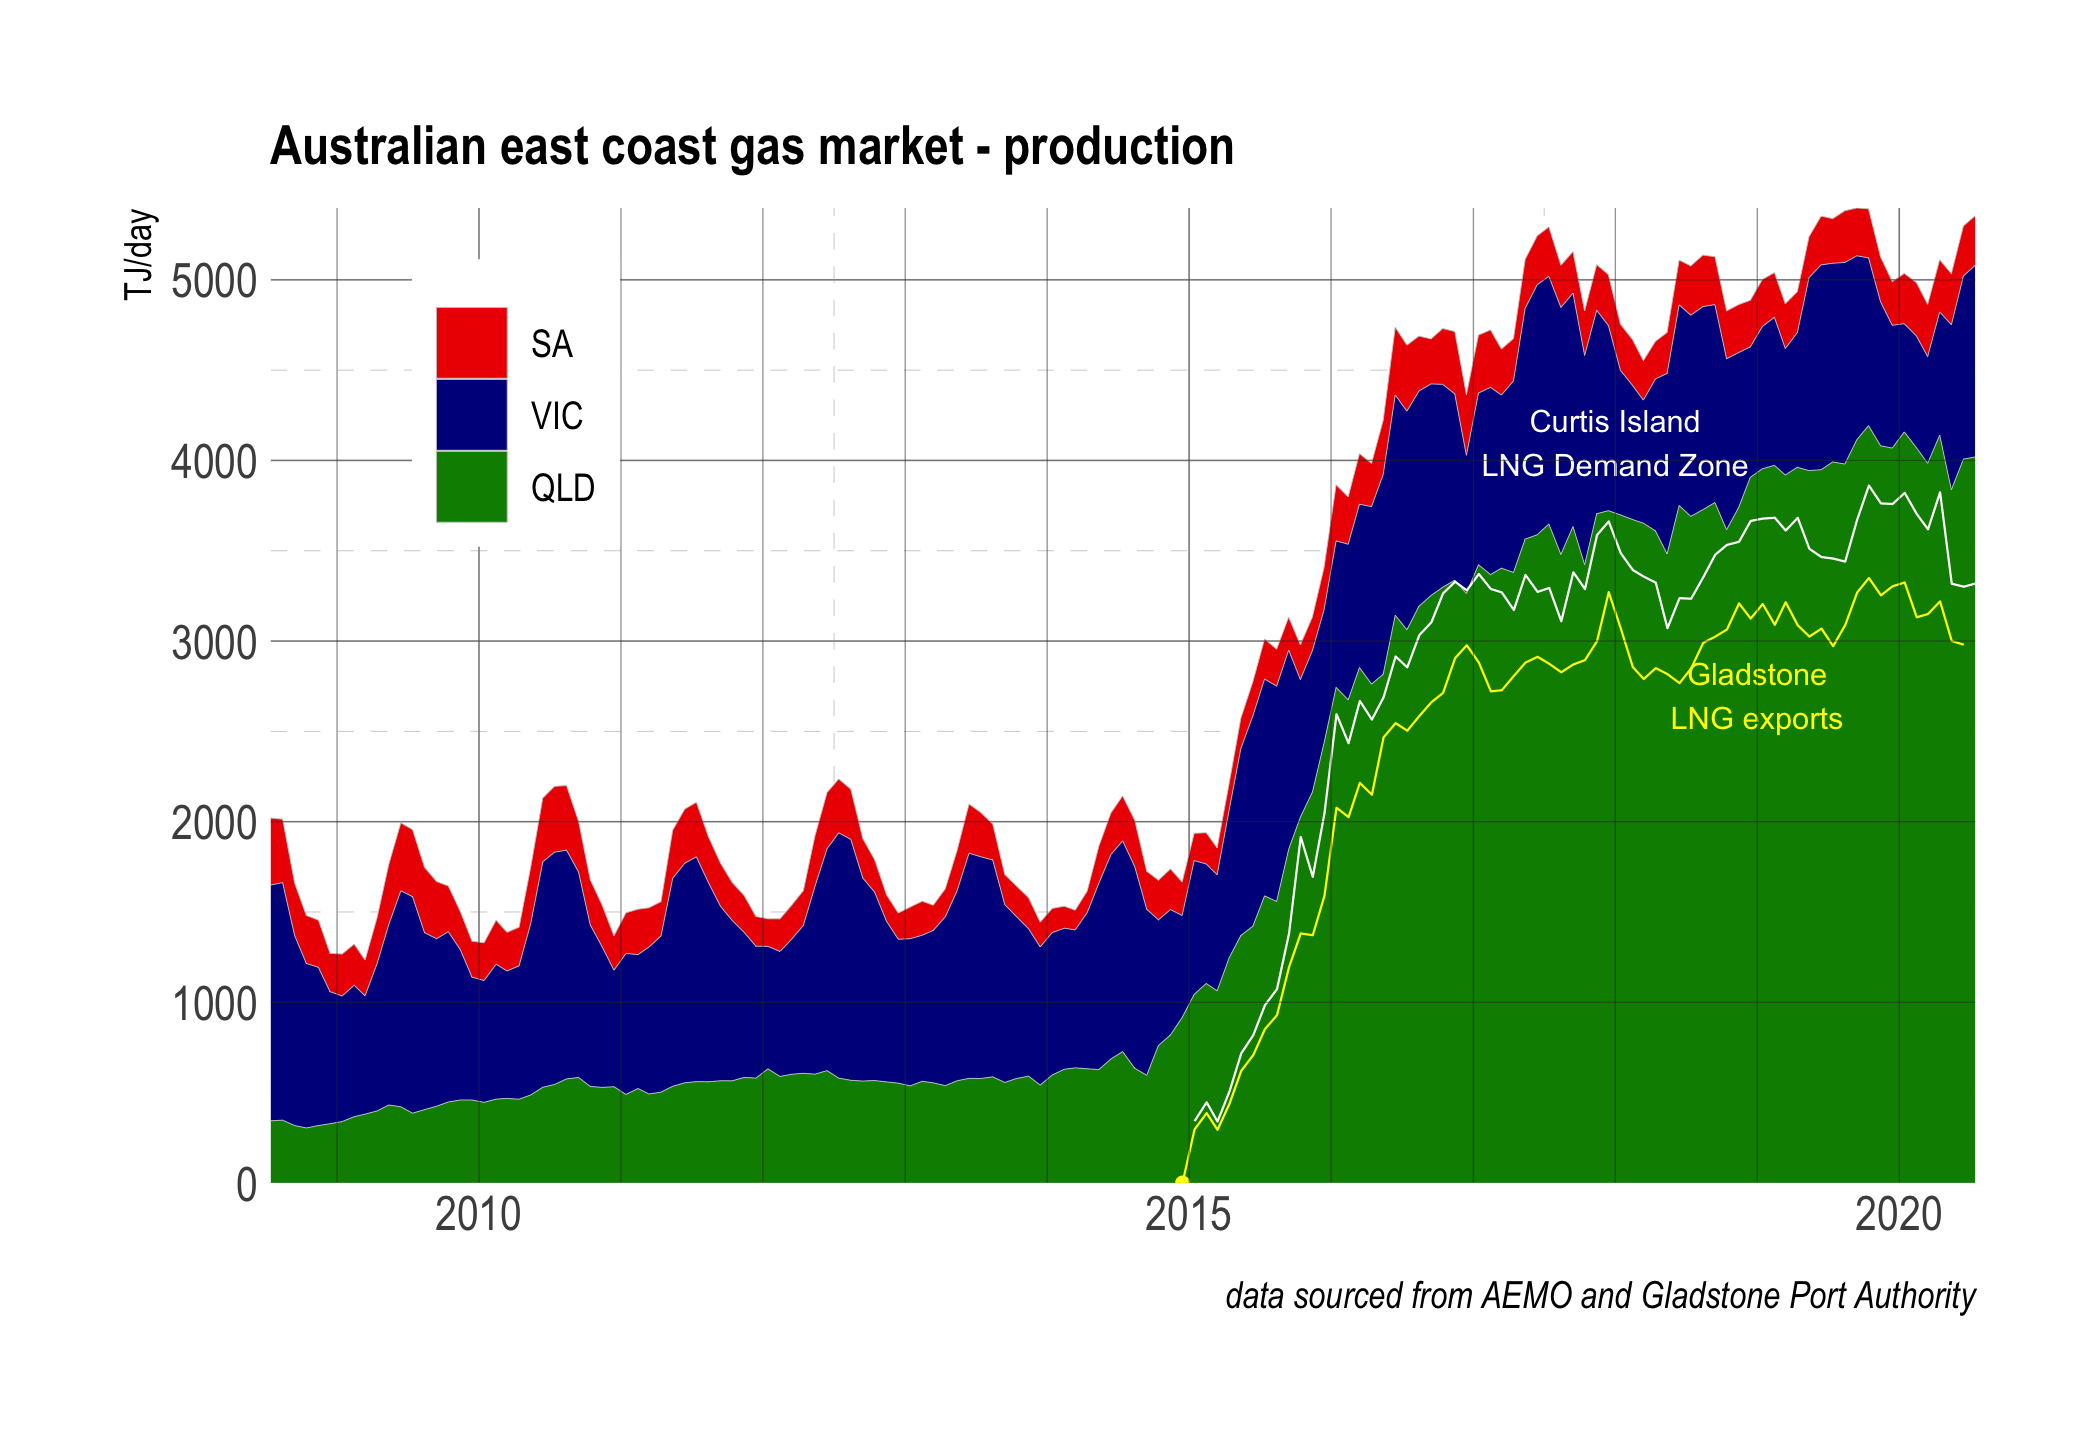 Australian east coast gas market - production
TJ/day
5000
4000
3000
2000
1000
0
SA
VIC
QLD
Curtis Island
LNG Demand Zone
Gladstone
LNG exports
2010
2015
2020
data sourced from AEMO and Gladstone Port Authority